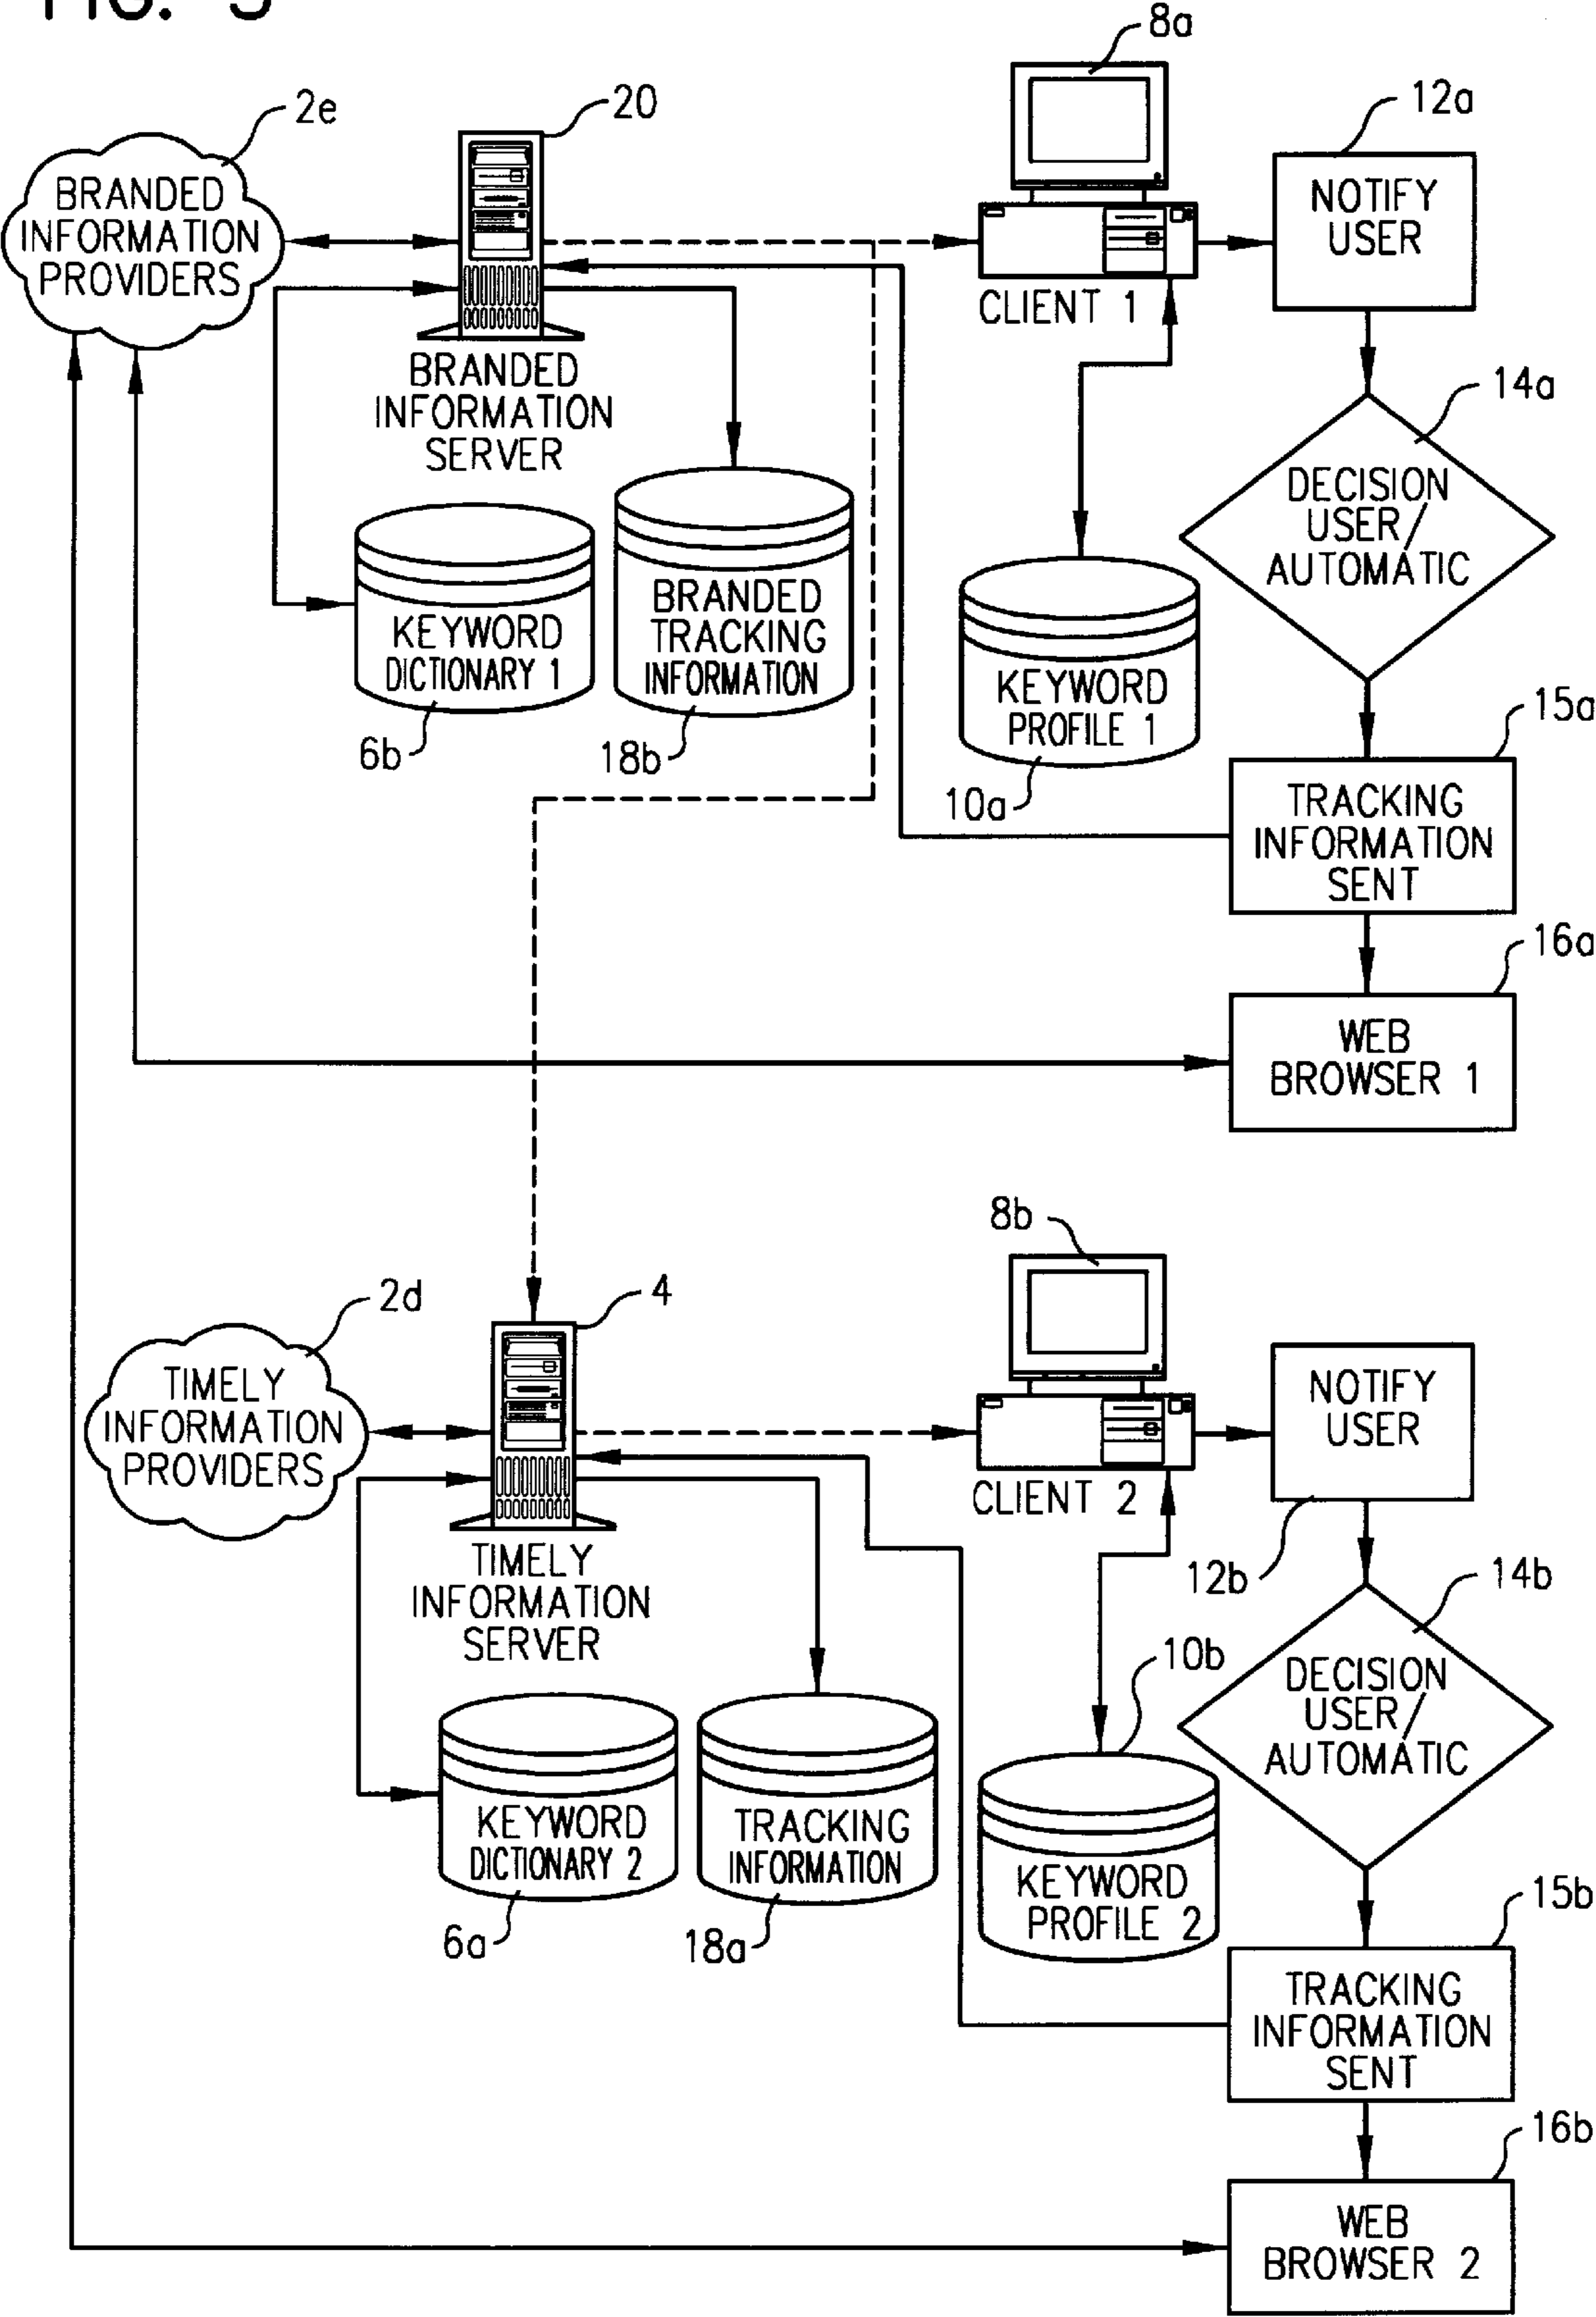 FIG. 5
8a
2e
20
12a
BRANDED
INFORMATION
PROVIDERS
NOTIFY
USER
CLIENT 1
BRANDED
INFORMATION
SERVER
14a
DECISION
USER/
AUTOMATIC
KEYWORD
DICTIONARY 1
BRANDED
TRACKING
INFORMATION
KEYWORD
PROFILE 1
6b
18b
10a
15a
TRACKING
INFORMATION
SENT
16a
WEB
BROWSER 1
8b
2d
4
TIMELY
INFORMATION
PROVIDERS
NOTIFY
USER
CLIENT 2
TIMELY
INFORMATION
SERVER
12b
14b
DECISION
USER/
AUTOMATIC
10b
KEYWORD
DICTIONARY 2
TRACKING
INFORMATION
KEYWORD
PROFILE 2
6a
18a
15b
TRACKING
INFORMATION
SENT
16b
WEB
BROWSER 2